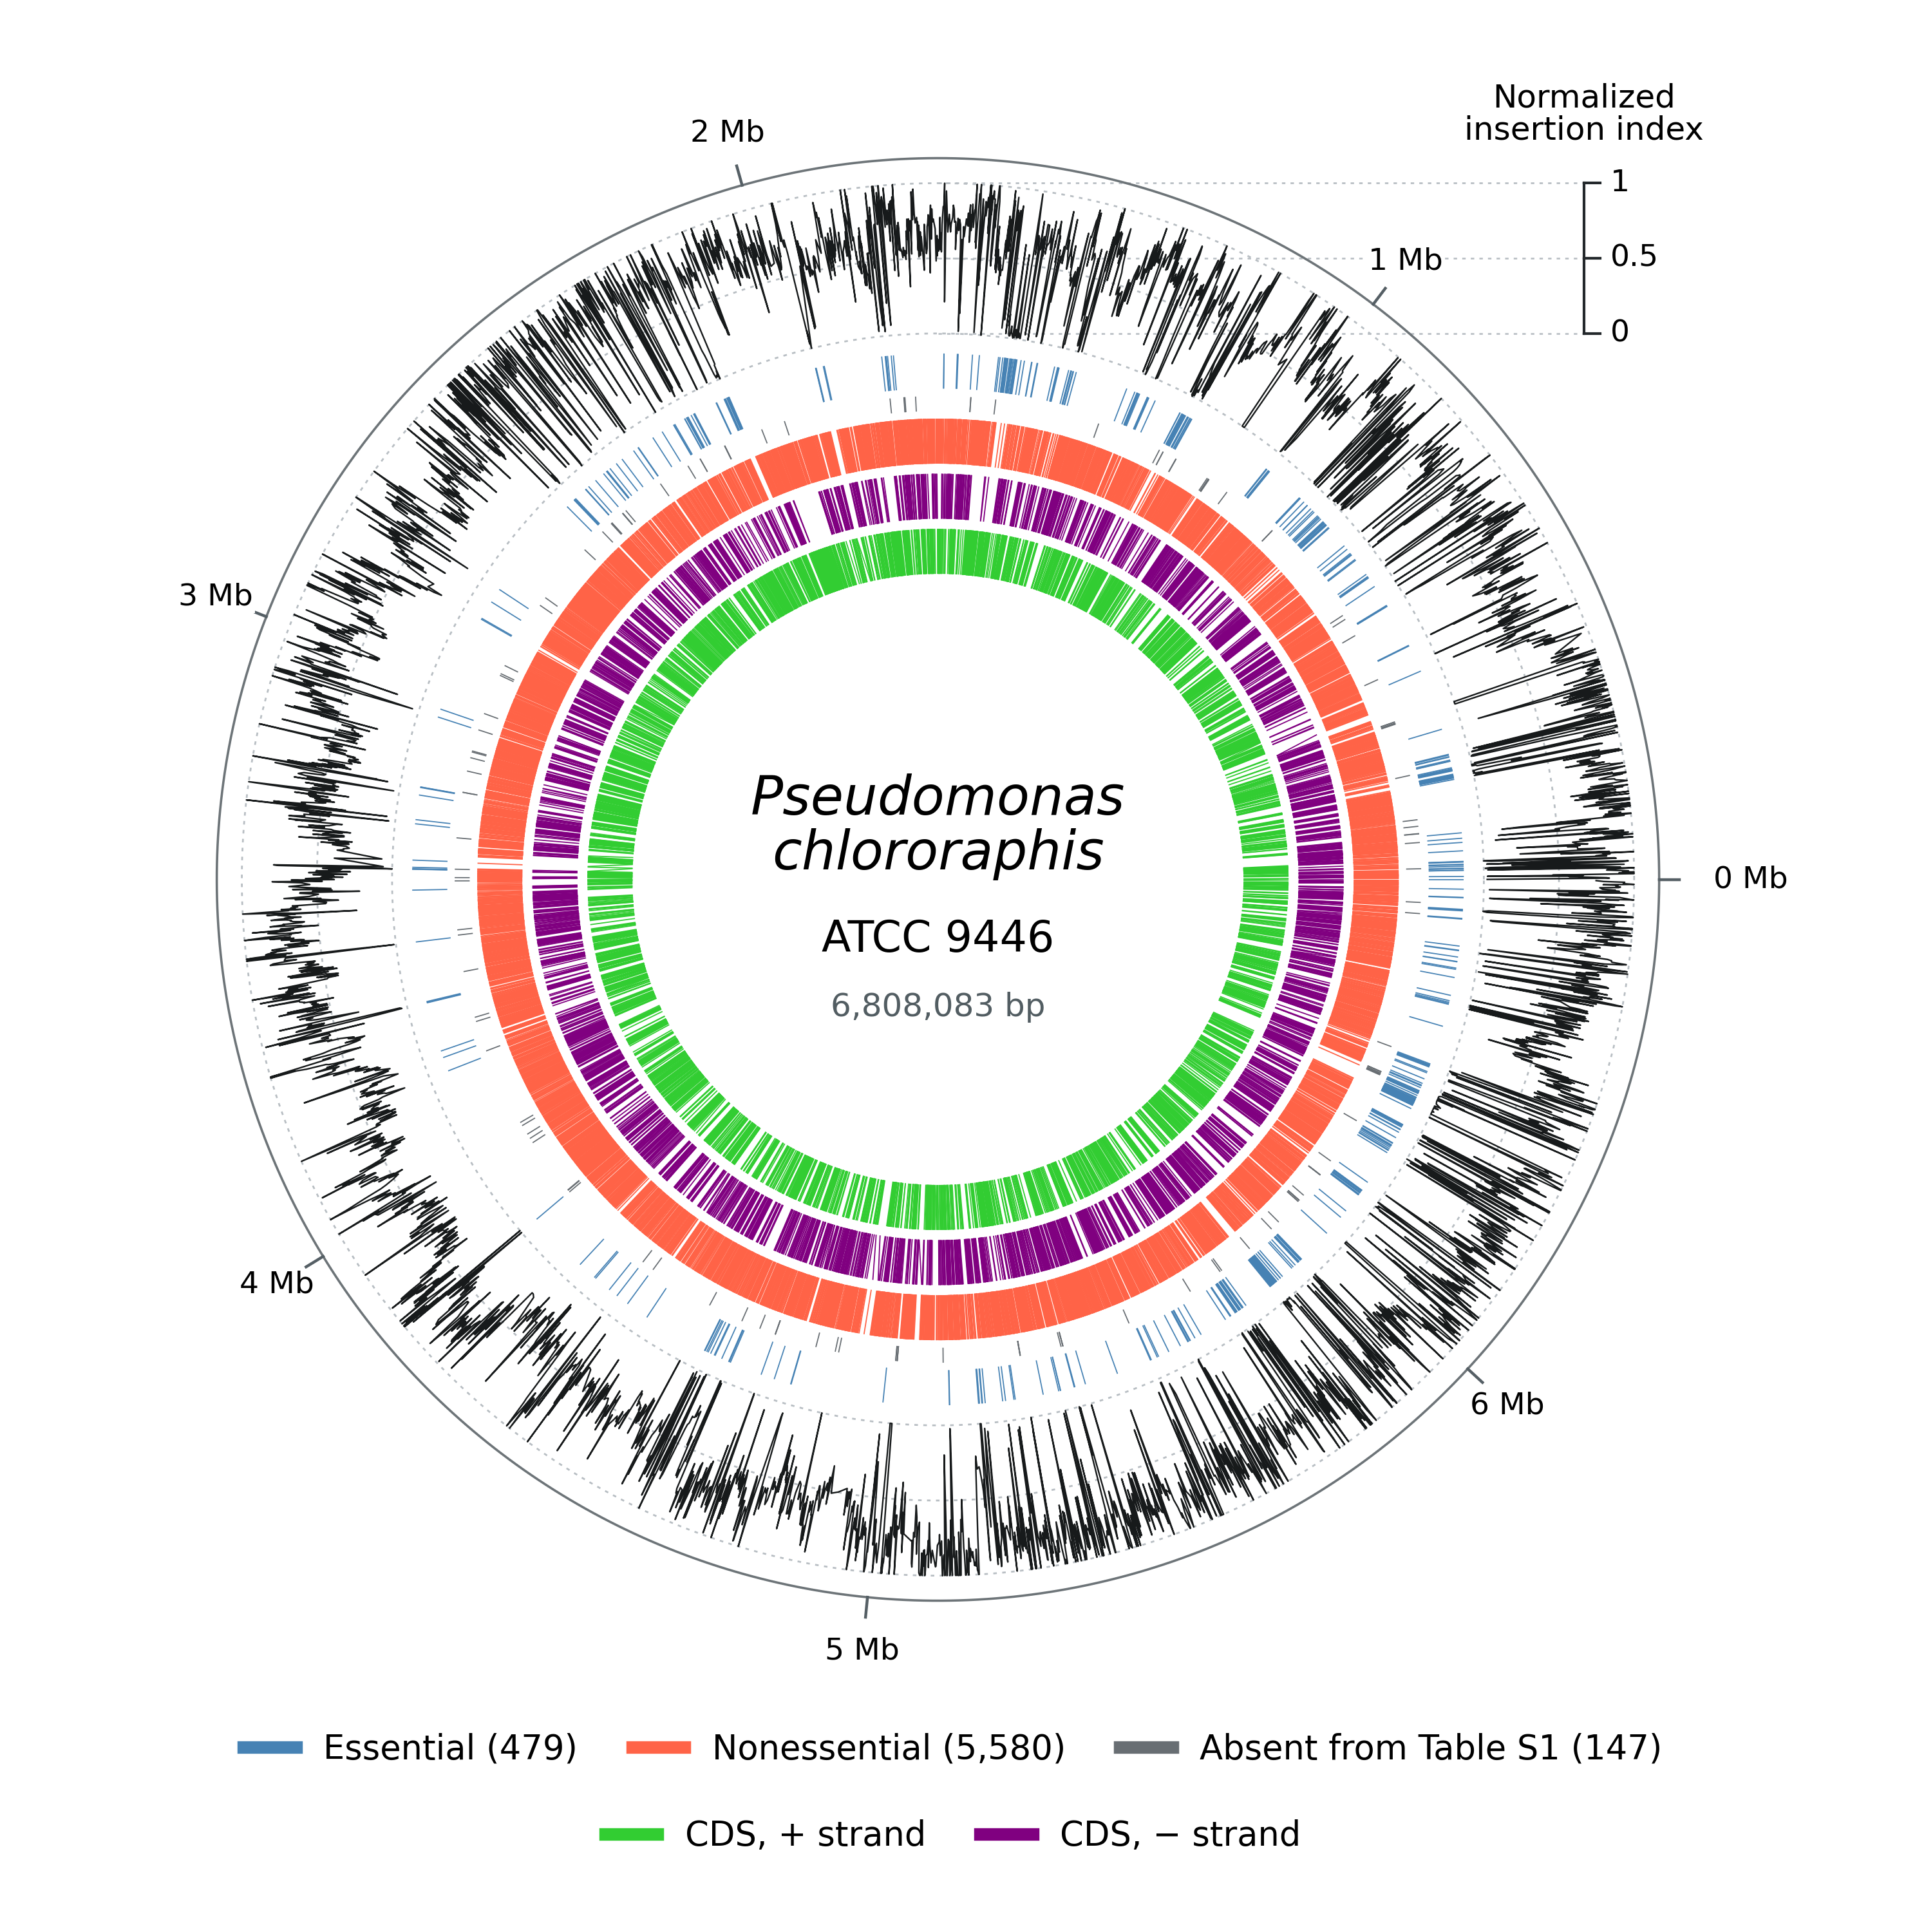 Normalized
insertion index
1
0.5
0
2 Mb
1 Mb
3 Mb
0 Mb
4 Mb
6 Mb
5 Mb
Pseudomonas
chlororaphis
ATCC 9446
6,808,083 bp
Essential (479)
Nonessential (5,580)
Absent from Table S1 (147)
CDS, + strand
CDS, − strand